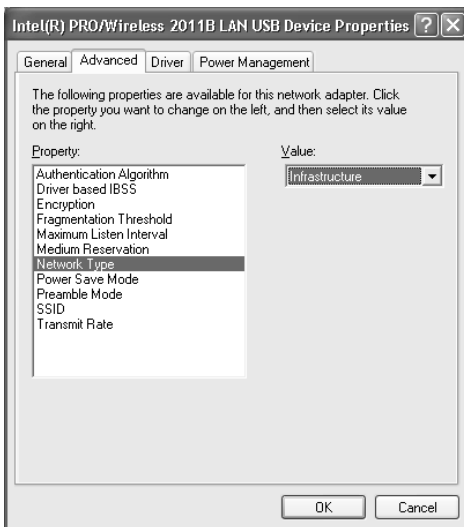 Intel(R) PRO/Wireless 2011B LAN USB Device Properties
General Advanced Driver Power Management
The following properties are available for this network adapter. Click
the property you want to change on the left, and then select its value
on the right.
Property:
Authentication Algorithm
Driver based IBSS
Encryption
Fragmentation Threshold
Maximum Listen Interval
Medium Reservation
Network Type
Power Save Mode
Preamble Mode
SSID
Transmit Rate
Value:
Infrastructure
OK Cancel